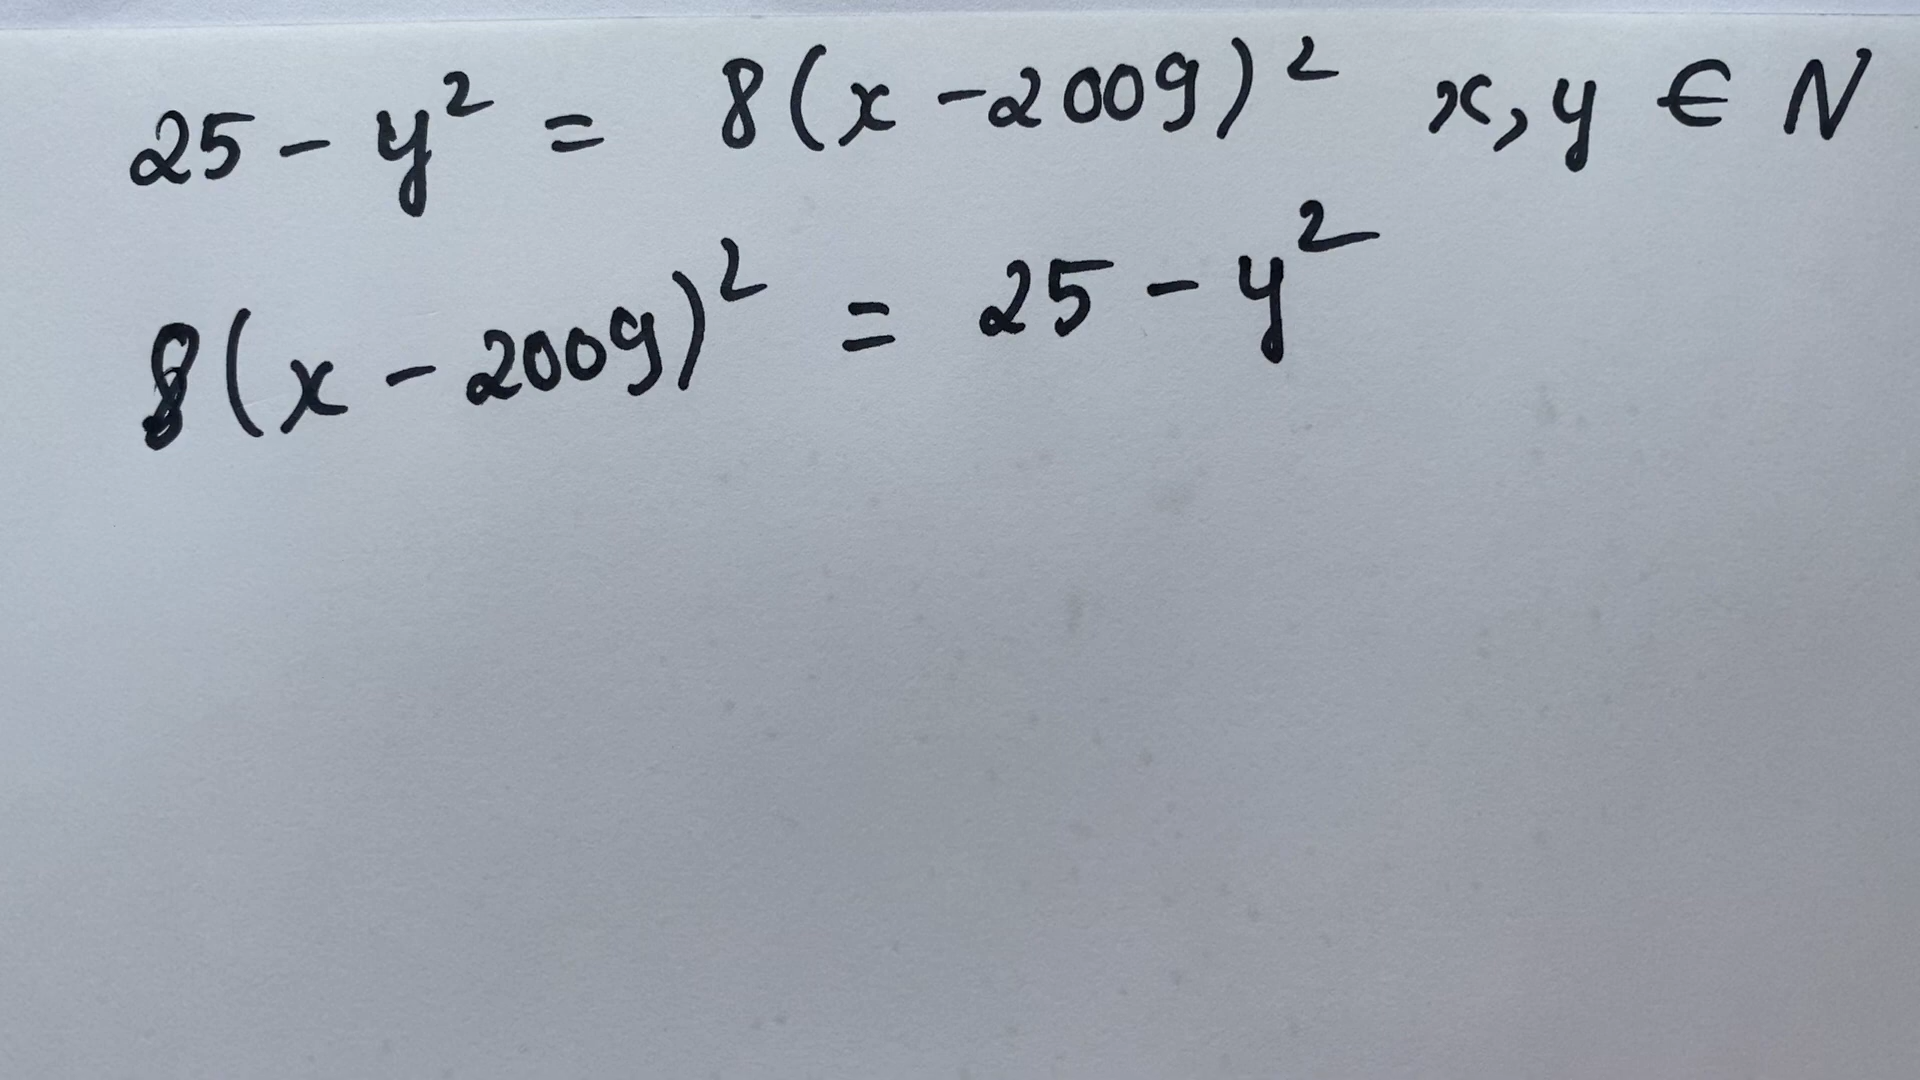 25 - y² = 8(x - 2009)² x, y ∈ N
8(x - 2009)² = 25 - y²